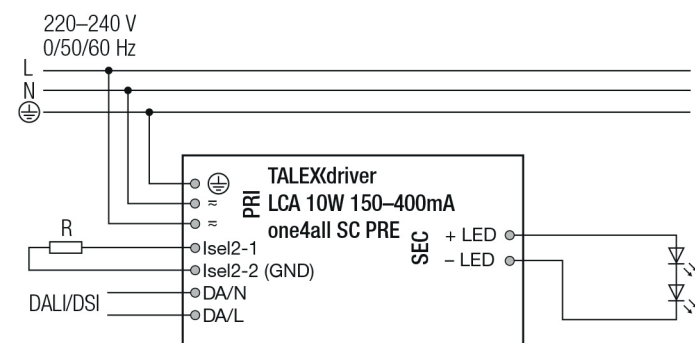 220–240 V
0/50/60 Hz
L
N
TALEXdriver
LCA 10W 150–400mA
one4all SC PRE
PRI
SEC
≂
≂
+ LED
– LED
R
Isel2-1
Isel2-2 (GND)
DALI/DSI
DA/N
DA/L